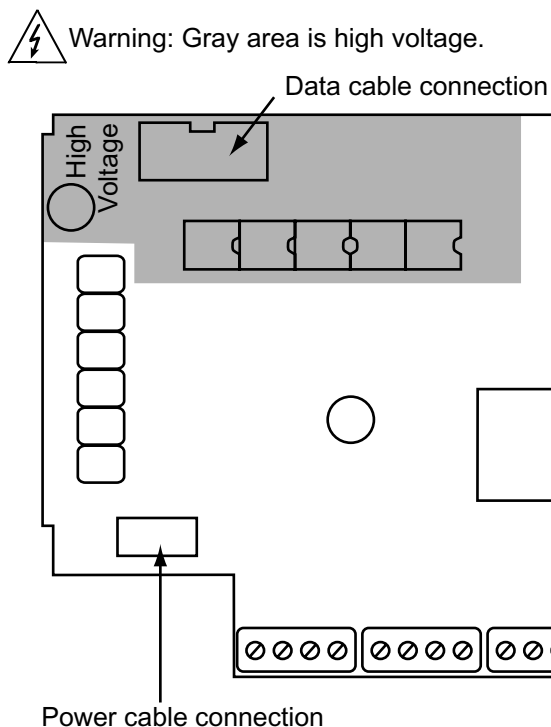 Warning: Gray area is high voltage.
Data cable connection
High
Voltage
Power cable connection